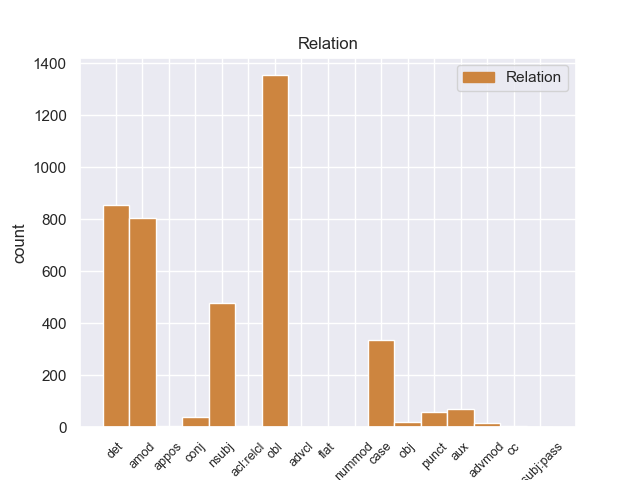 Relation
Relation
count
1400
1200
1000
800
600
400
200
0
det
amod
appos
conj
nsubj
acl:relcl
obl
advcl
flat
nummod
case
obj
punct
aux
advmod
cc
subj:pass